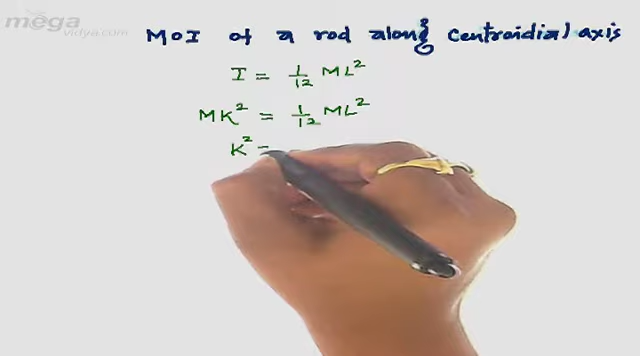 mega
vidya.com
MOI of a rod along centroidial axis
I = 1/12 ML²
MK² = 1/12 ML²
K² =